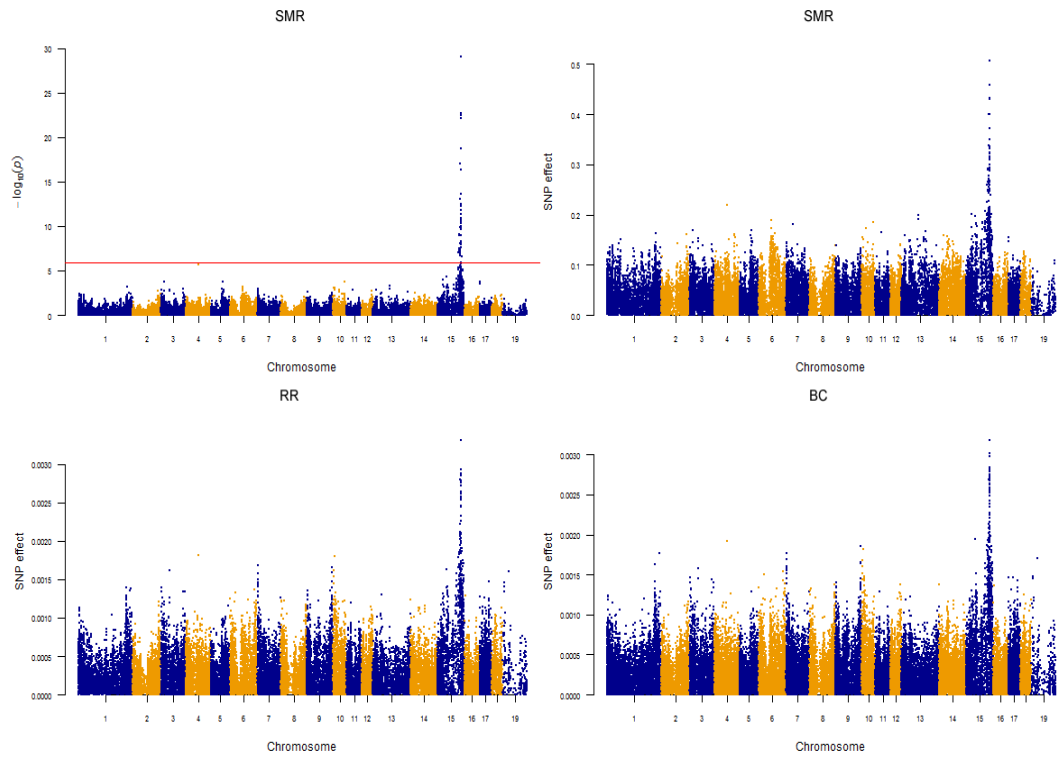 SMR
30
25
20
15
10
5
0
− log10(p)
1 2 3 4 5 6 7 8 9 10 11 12 13 14 15 16 17 19
Chromosome
SMR
0.5
0.4
0.3
0.2
0.1
0.0
SNP effect
1 2 3 4 5 6 7 8 9 10 11 12 13 14 15 16 17 19
Chromosome
RR
0.0030
0.0025
0.0020
0.0015
0.0010
0.0005
0.0000
SNP effect
1 2 3 4 5 6 7 8 9 10 11 12 13 14 15 16 17 19
Chromosome
BC
0.0030
0.0025
0.0020
0.0015
0.0010
0.0005
0.0000
SNP effect
1 2 3 4 5 6 7 8 9 10 11 12 13 14 15 16 17 19
Chromosome